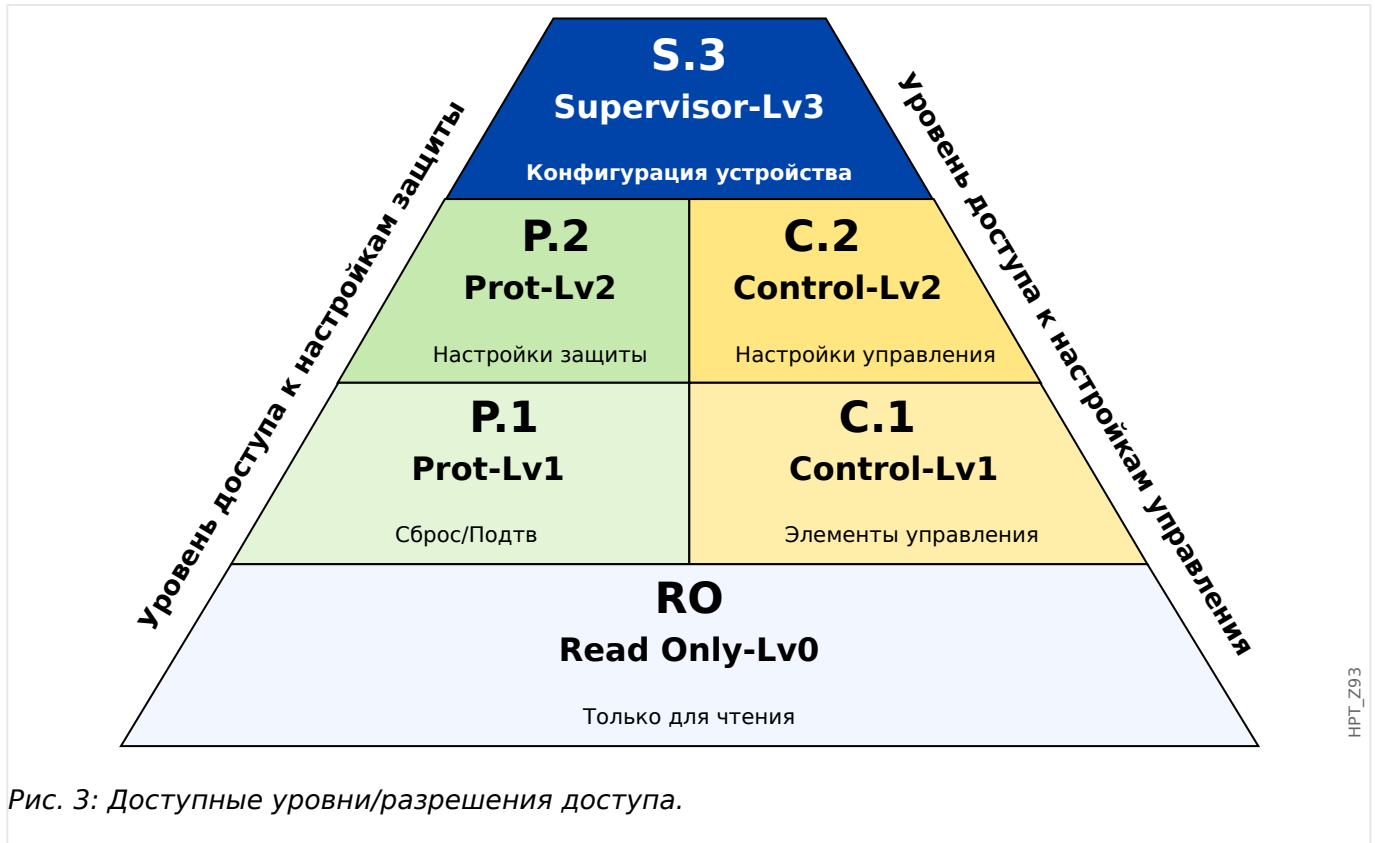 S.3
Supervisor-Lv3
Конфигурация устройства
Уровень доступа к настройкам защиты
Уровень доступа к настройкам управления
P.2
Prot-Lv2
Настройки защиты
C.2
Control-Lv2
Настройки управления
P.1
Prot-Lv1
Сброс/Подтв
C.1
Control-Lv1
Элементы управления
RO
Read Only-Lv0
Только для чтения
HPT_Z93
Рис. 3: Доступные уровни/разрешения доступа.